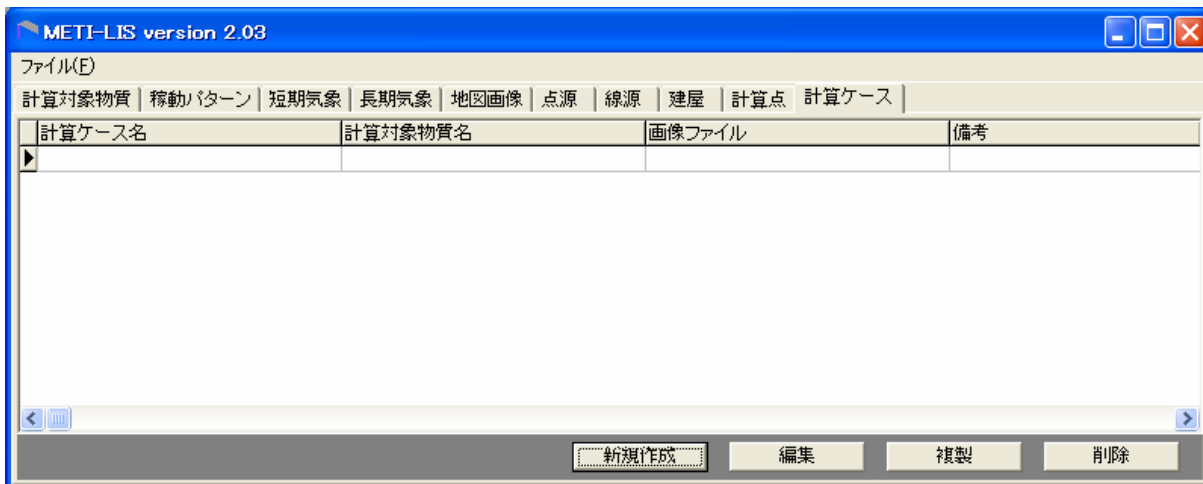 METI-LIS version 2.03
ファイル(F)
計算対象物質 稼動パターン 短期気象 長期気象 地図画像 点源 線源 建屋 計算点 計算ケース
計算ケース名 計算対象物質名 画像ファイル 備考
新規作成 編集 複製 削除